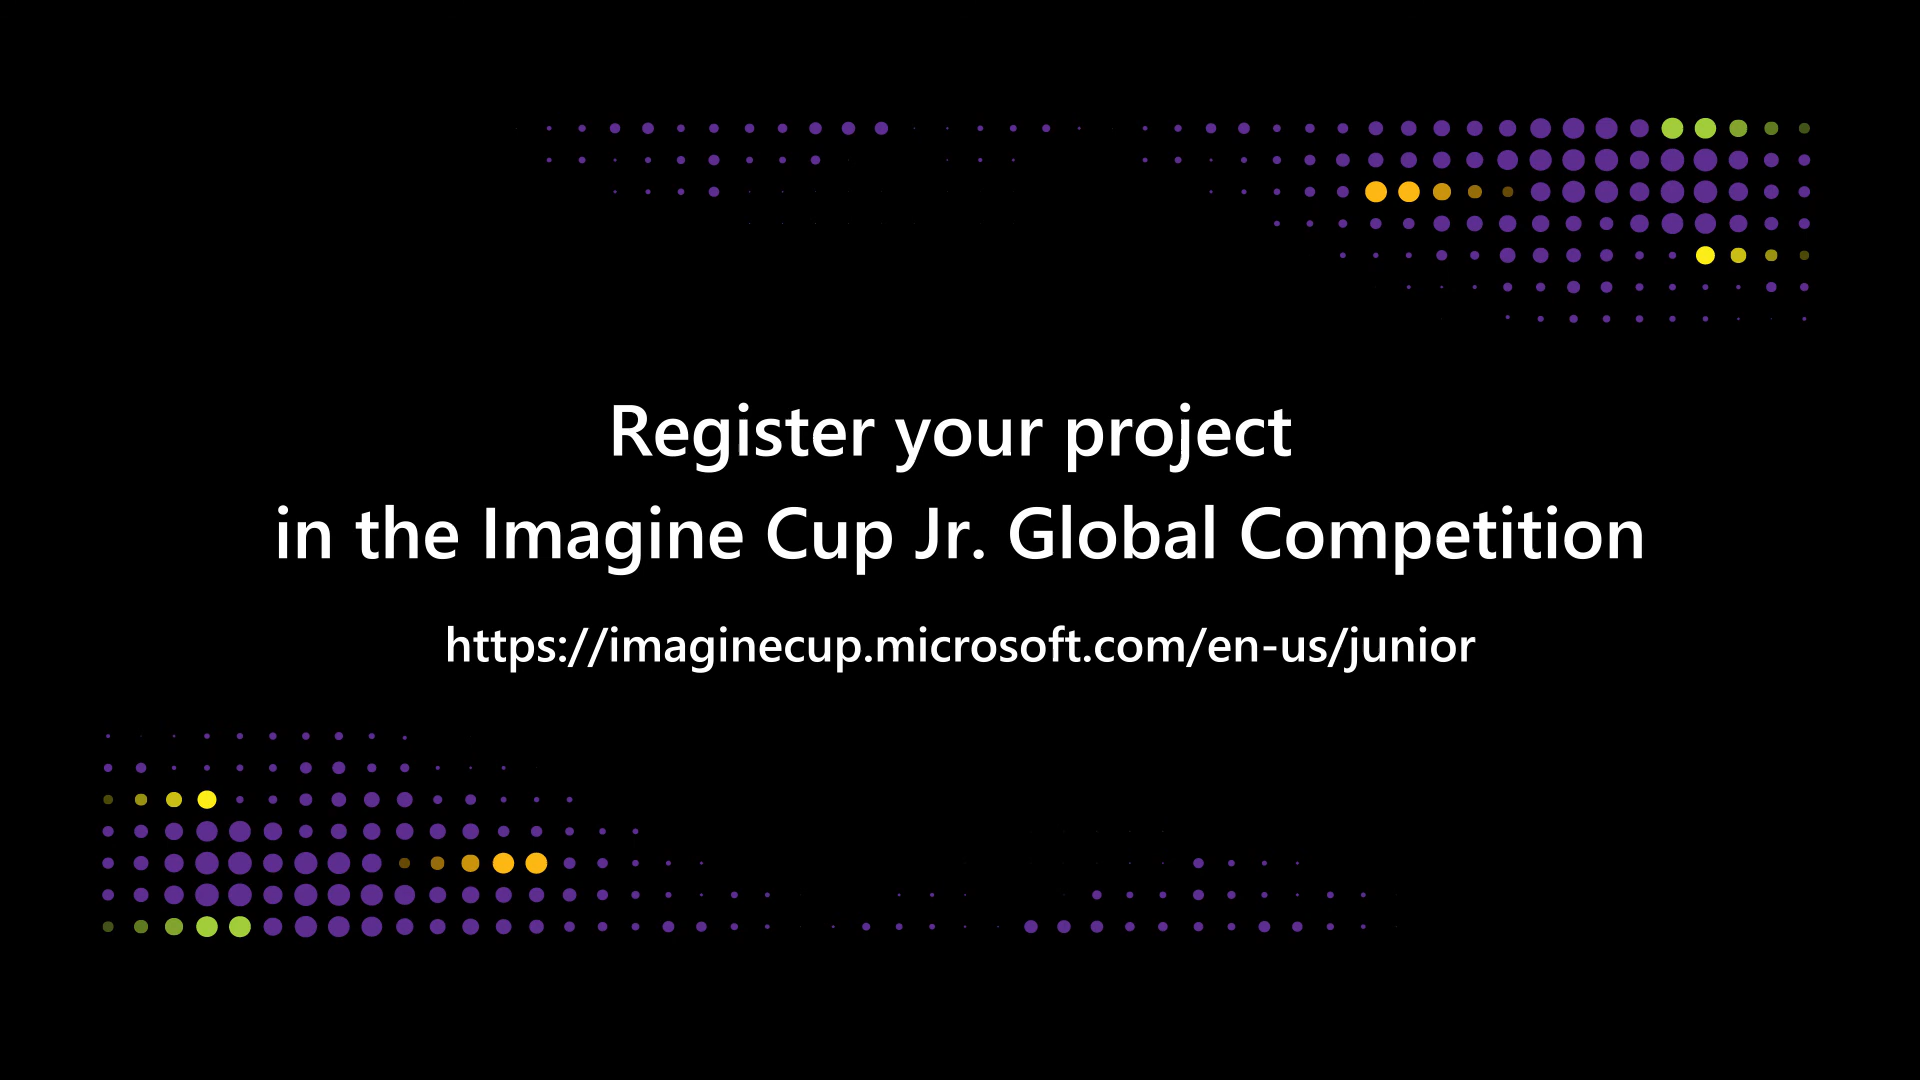 Register your project
in the Imagine Cup Jr. Global Competition
https://imaginecup.microsoft.com/en-us/junior